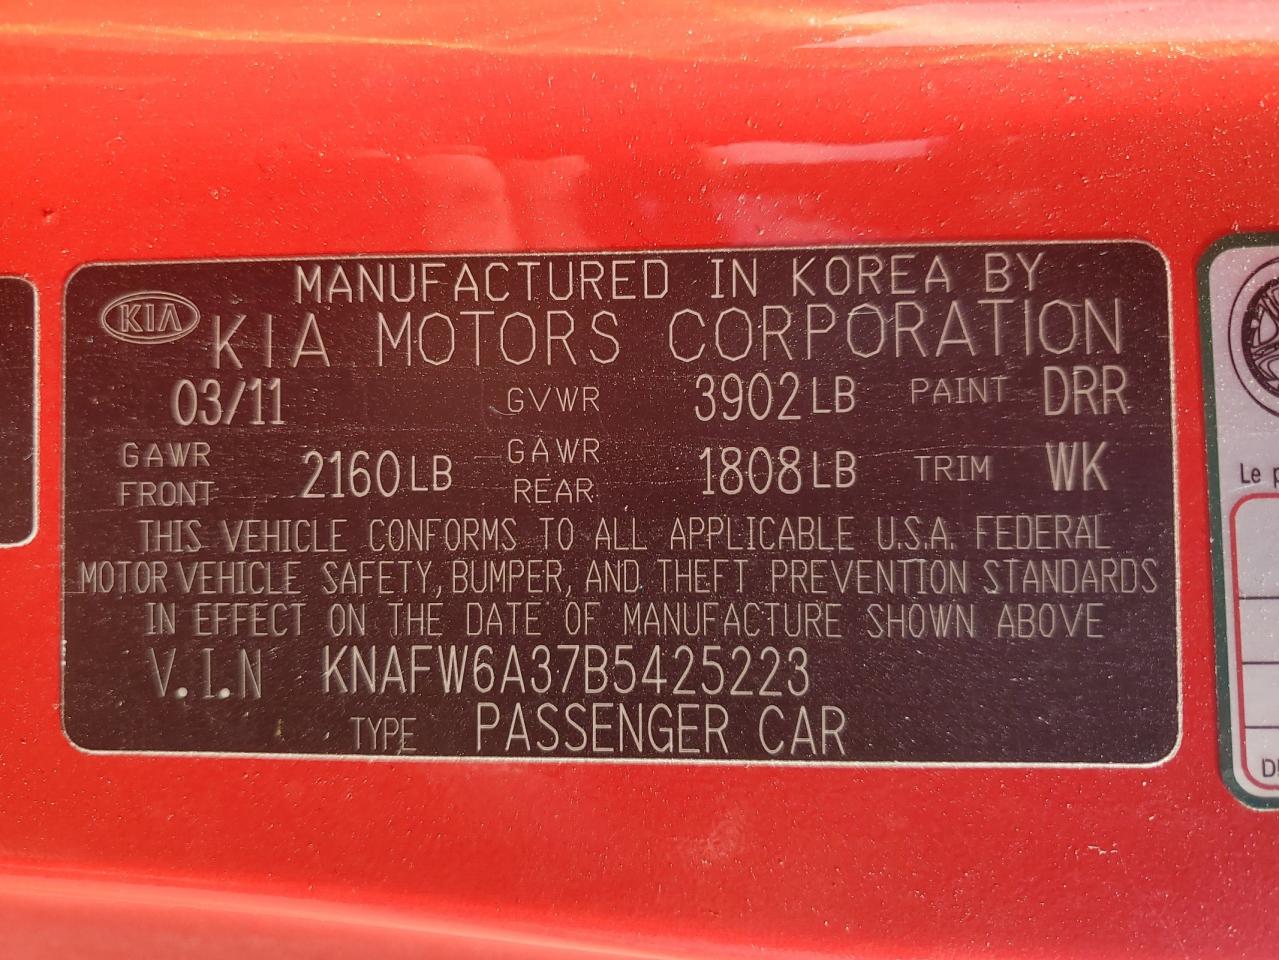 MANUFACTURED IN KOREA BY
KIA
KIA MOTORS CORPORATION
03/11 GVWR 3902LB PAINT DRR
GAWR FRONT 2160LB GAWR REAR 1808LB TRIM WK
THIS VEHICLE CONFORMS TO ALL APPLICABLE U.S.A. FEDERAL
MOTOR VEHICLE SAFETY, BUMPER, AND THEFT PREVENTION STANDARDS
IN EFFECT ON THE DATE OF MANUFACTURE SHOWN ABOVE
V.I.N KNAFW6A37B5425223
TYPE PASSENGER CAR
Le